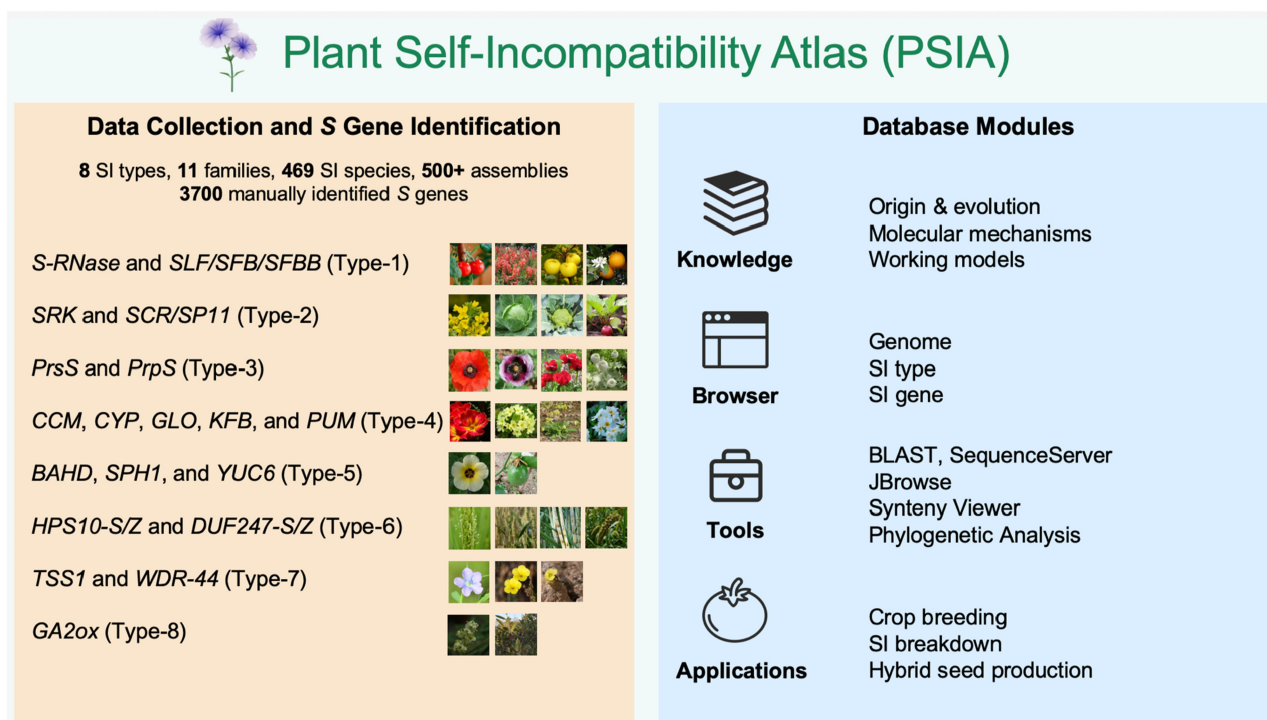 Plant Self-Incompatibility Atlas (PSIA)
Data Collection and S Gene Identification
8 SI types, 11 families, 469 SI species, 500+ assemblies
3700 manually identified S genes
S-RNase and SLF/SFB/SFBB (Type-1)
SRK and SCR/SP11 (Type-2)
PrsS and PrpS (Type-3)
CCM, CYP, GLO, KFB, and PUM (Type-4)
BAHD, SPH1, and YUC6 (Type-5)
HPS10-S/Z and DUF247-S/Z (Type-6)
TSS1 and WDR-44 (Type-7)
GA2ox (Type-8)
Database Modules
Knowledge
Origin & evolution
Molecular mechanisms
Working models
Browser
Genome
SI type
SI gene
Tools
BLAST, SequenceServer
JBrowse
Synteny Viewer
Phylogenetic Analysis
Applications
Crop breeding
SI breakdown
Hybrid seed production